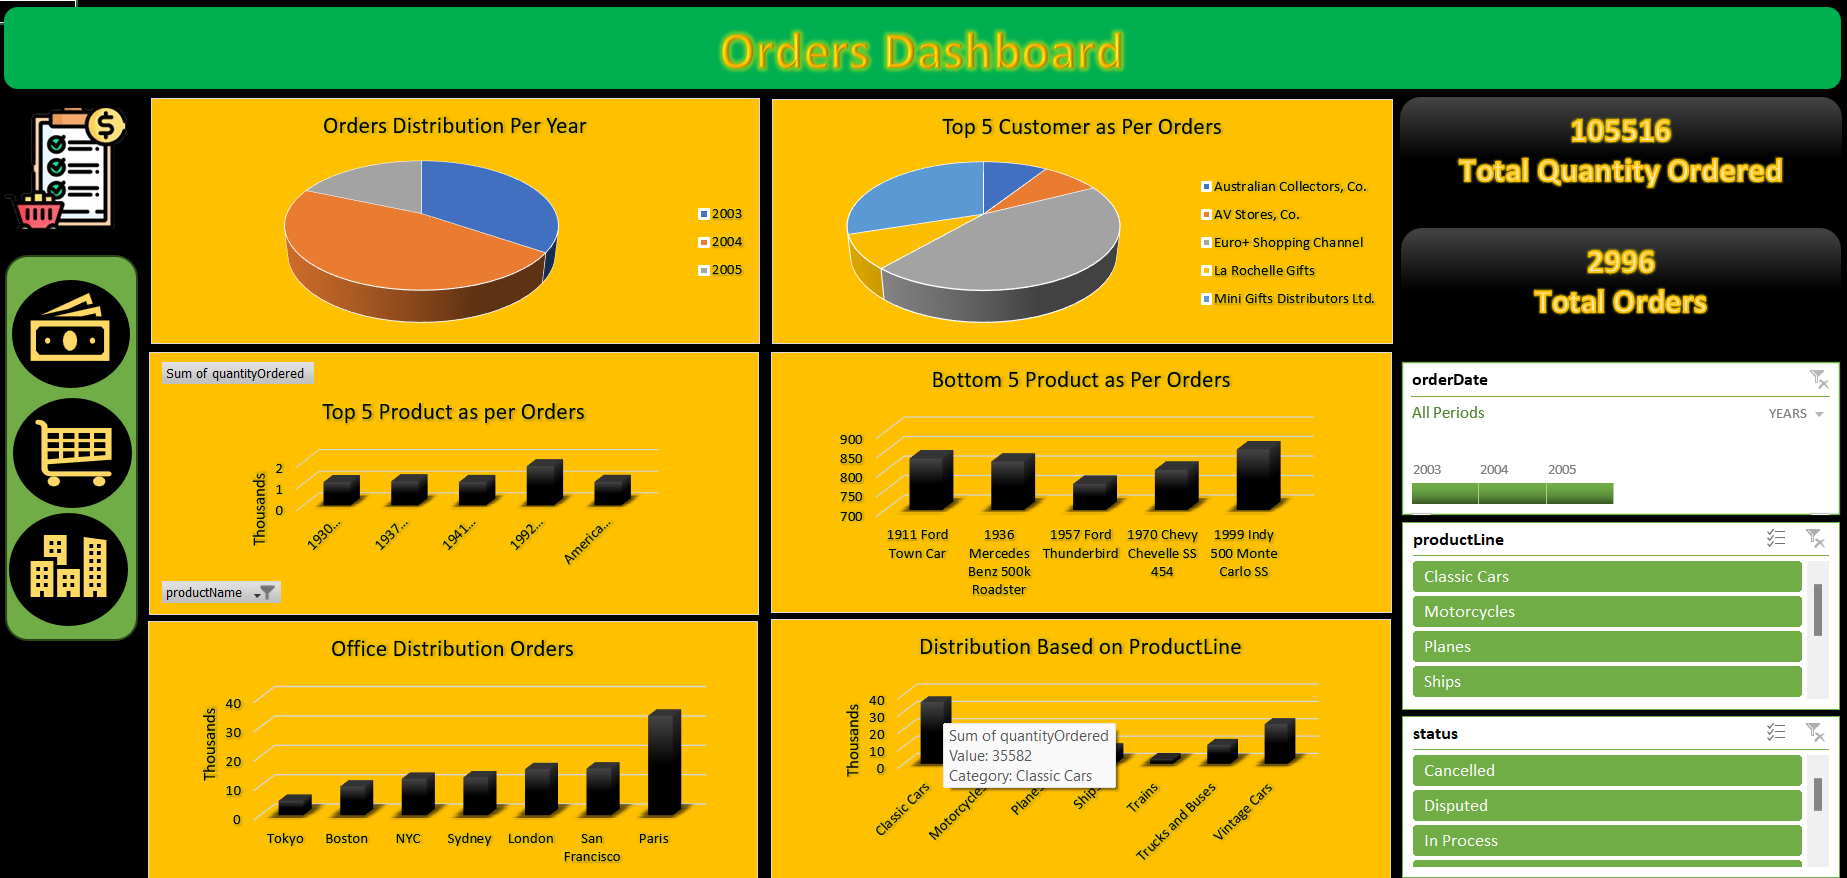 Orders Dashboard
Orders Distribution Per Year
2003
2004
2005
Top 5 Customer as Per Orders
Australian Collectors, Co.
AV Stores, Co.
Euro+ Shopping Channel
La Rochelle Gifts
Mini Gifts Distributors Ltd.
105516
Total Quantity Ordered
2996
Total Orders
Sum of quantityOrdered
Top 5 Product as per Orders
Thousands
2
1
0
1930...
1937...
1941...
1992...
America...
productName
Bottom 5 Product as Per Orders
900
850
800
750
700
1911 Ford
Town Car
1936
Mercedes
Benz 500k
Roadster
1957 Ford
Thunderbird
1970 Chevy
Chevelle SS
454
1999 Indy
500 Monte
Carlo SS
orderDate
All Periods
YEARS
2003 2004 2005
productLine
Classic Cars
Motorcycles
Planes
Ships
Office Distribution Orders
Thousands
40
30
20
10
0
Tokyo
Boston
NYC
Sydney
London
San
Francisco
Paris
Distribution Based on ProductLine
Thousands
40
30
20
10
0
Sum of quantityOrdered
Value: 35582
Category: Classic Cars
Classic Cars
Motorcycles
Planes
Ships
Trains
Trucks and Buses
Vintage Cars
status
Cancelled
Disputed
In Process